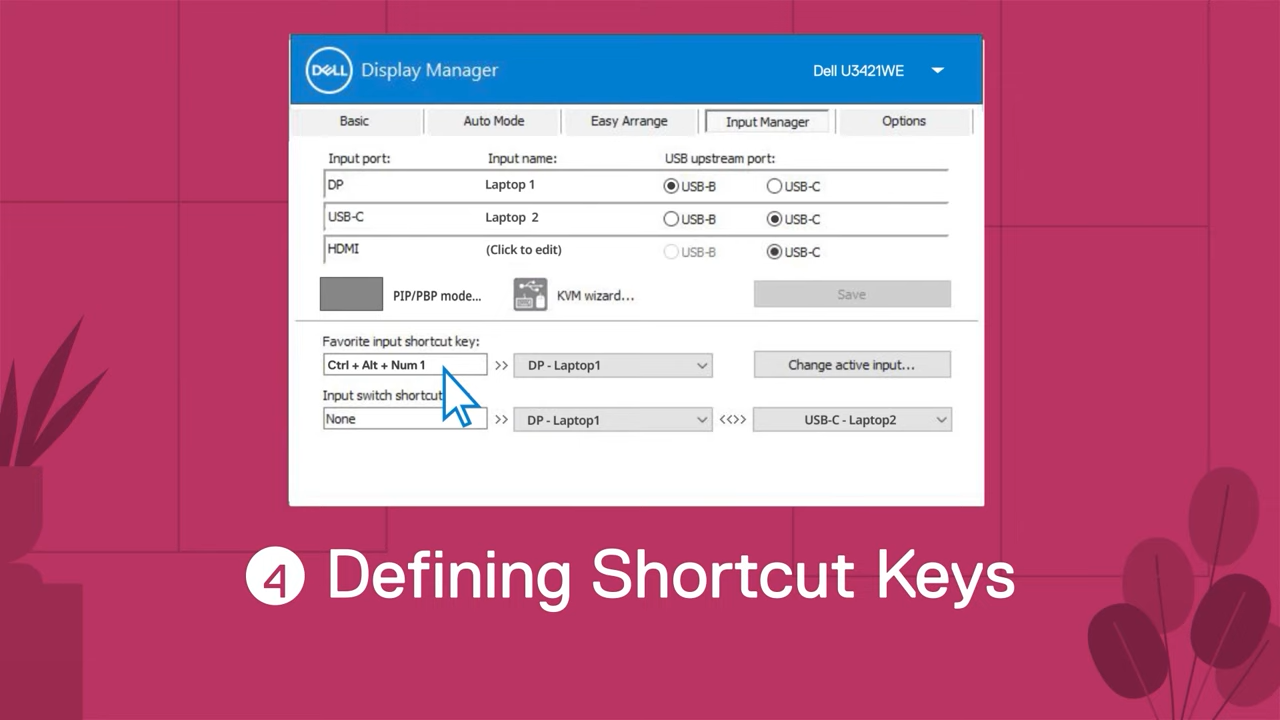 DELL Display Manager Dell U3421WE
Basic Auto Mode Easy Arrange Input Manager Options
Input port: Input name: USB upstream port:
DP Laptop 1 USB-B USB-C
USB-C Laptop 2 USB-B USB-C
HDMI (Click to edit) USB-B USB-C
PIP/PBP mode... KVM wizard... Save
Favorite input shortcut key:
Ctrl + Alt + Num 1 >> DP - Laptop1 Change active input...
Input switch shortcut
None >> DP - Laptop1 <<>> USB-C - Laptop2
4 Defining Shortcut Keys